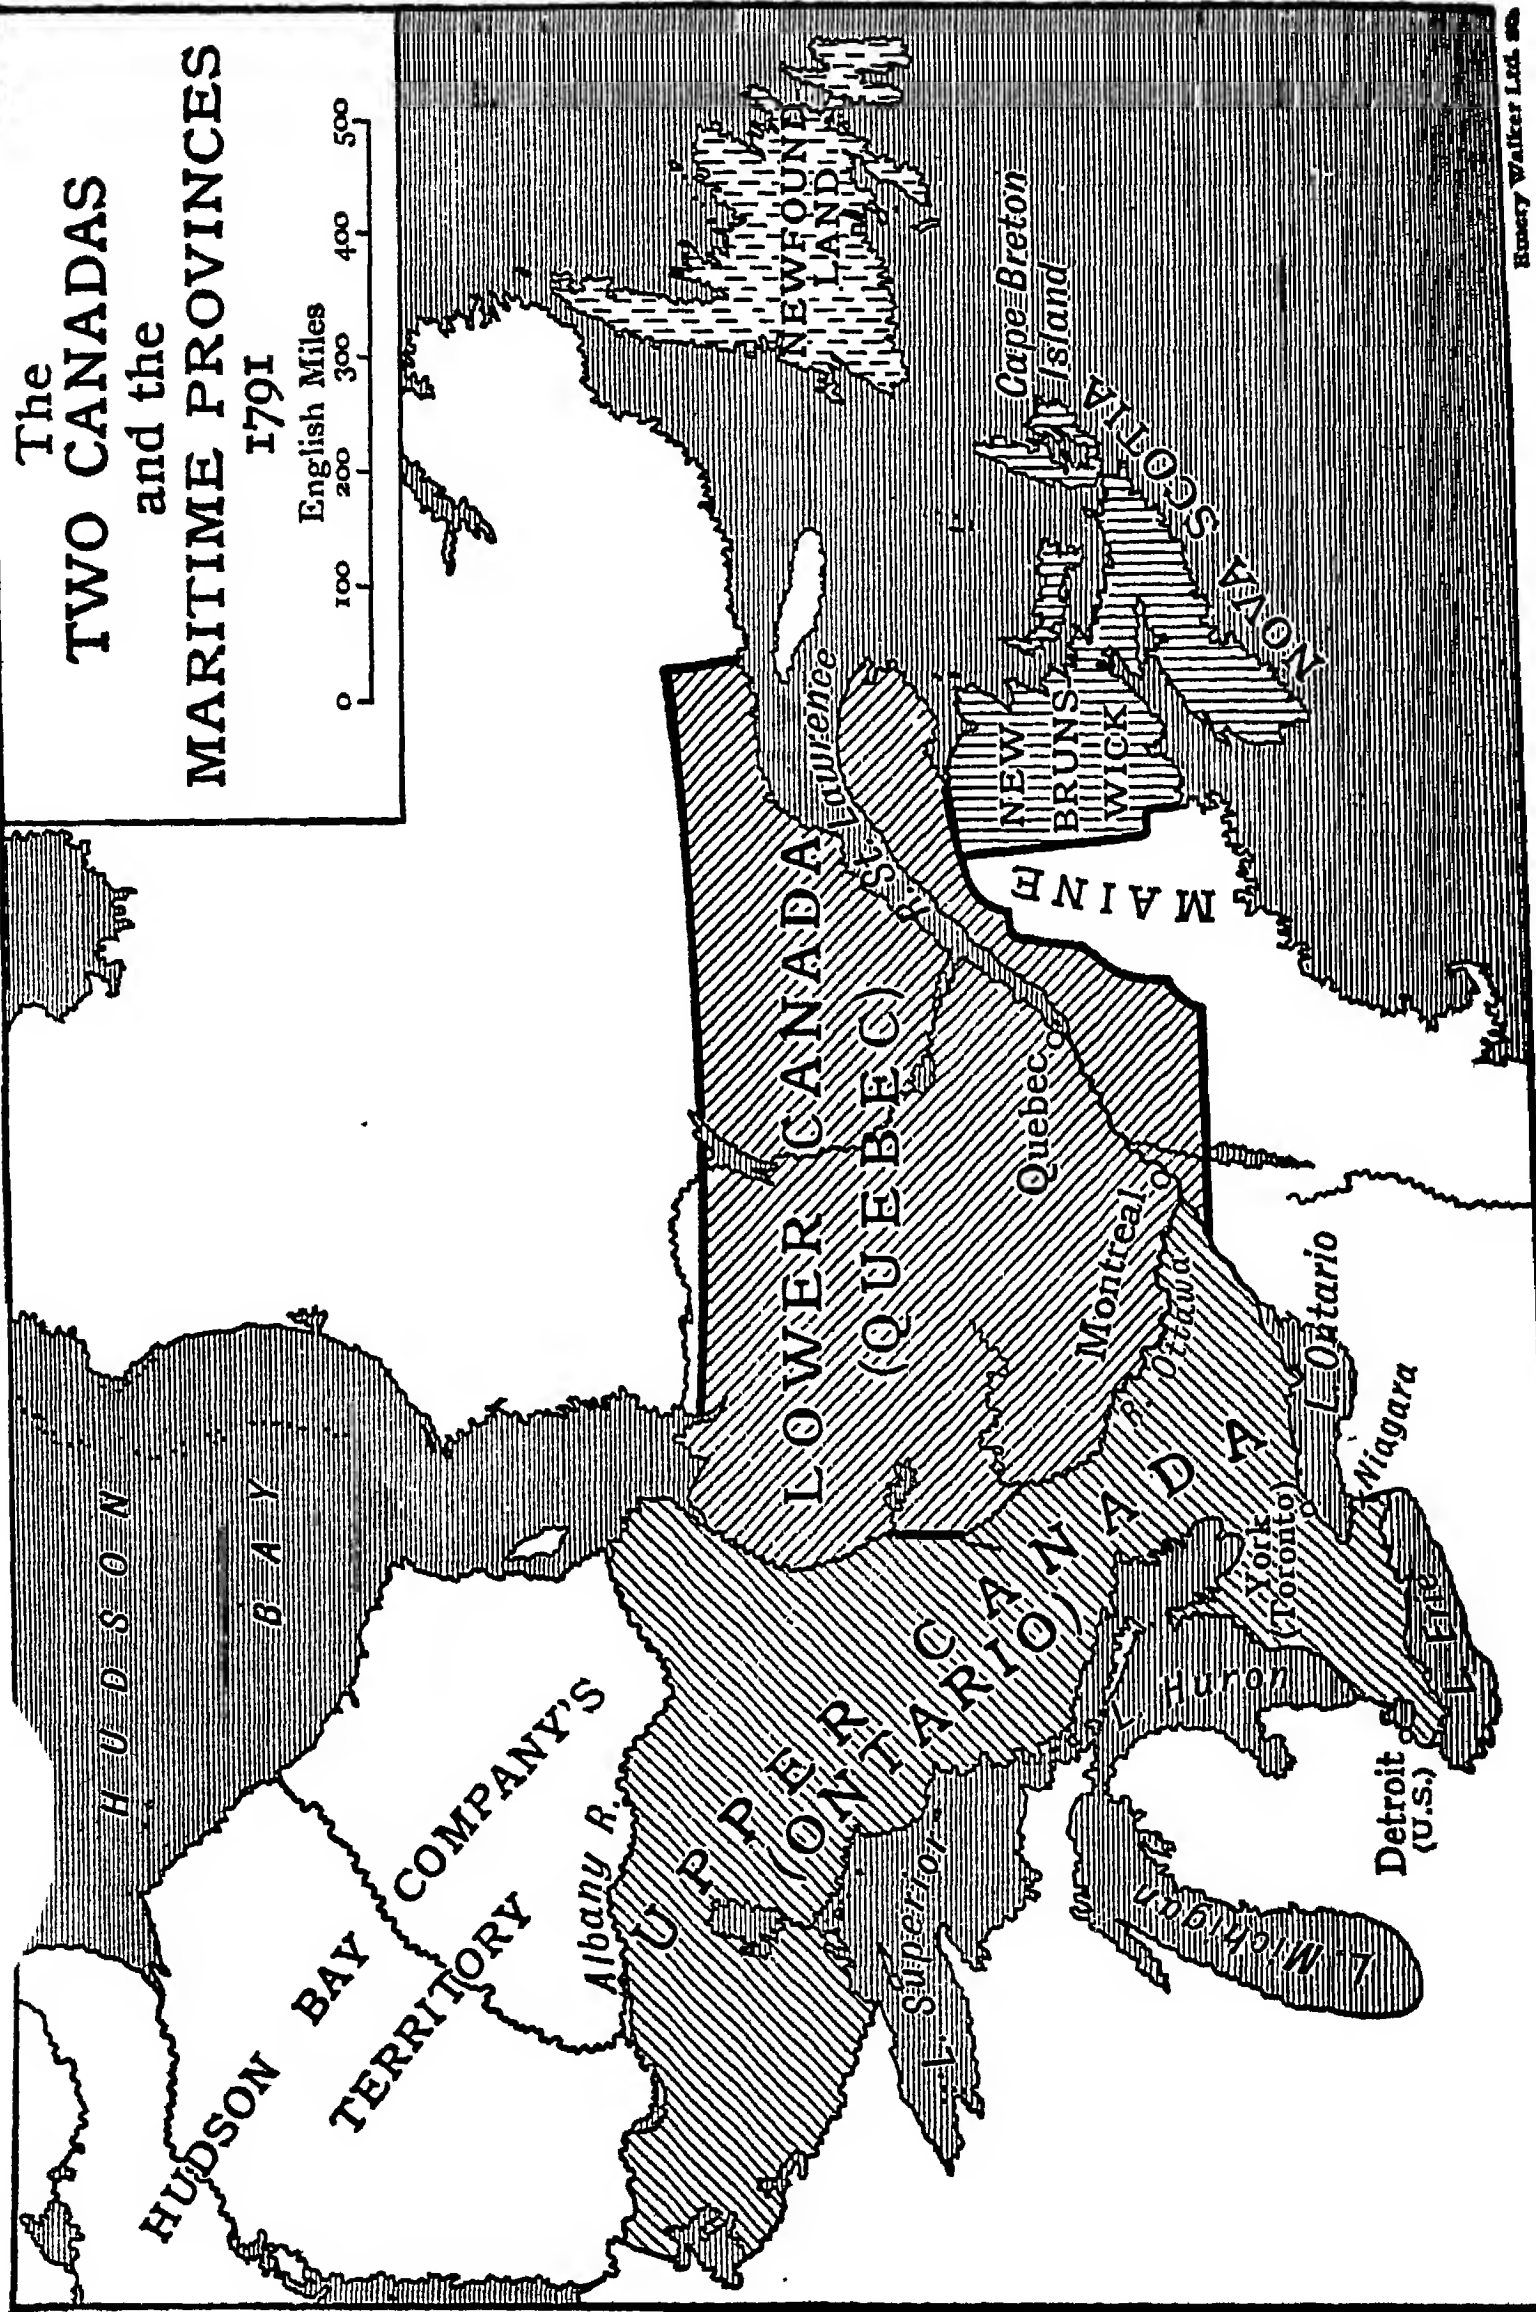 The
TWO CANADAS
and the
MARITIME PROVINCES
1791
English Miles
0 100 200 300 400 500
HUDSON
BAY
HUDSON BAY COMPANY'S
TERRITORY
Albany R.
UPPER CANADA
(ONTARIO)
LOWER CANADA
(QUEBEC)
R. St. Lawrence
NEWFOUND
LAND
Cape Breton
Island
NOVA SCOTIA
NEW
BRUNS-
WICK
MAINE
Quebec
Montreal
R. Ottawa
L. Ontario
Niagara
York
(Toronto)
L. Erie
L. Huron
L. Superior
L. Michigan
Detroit
(U.S.)
Emery Walker Ltd. sc.